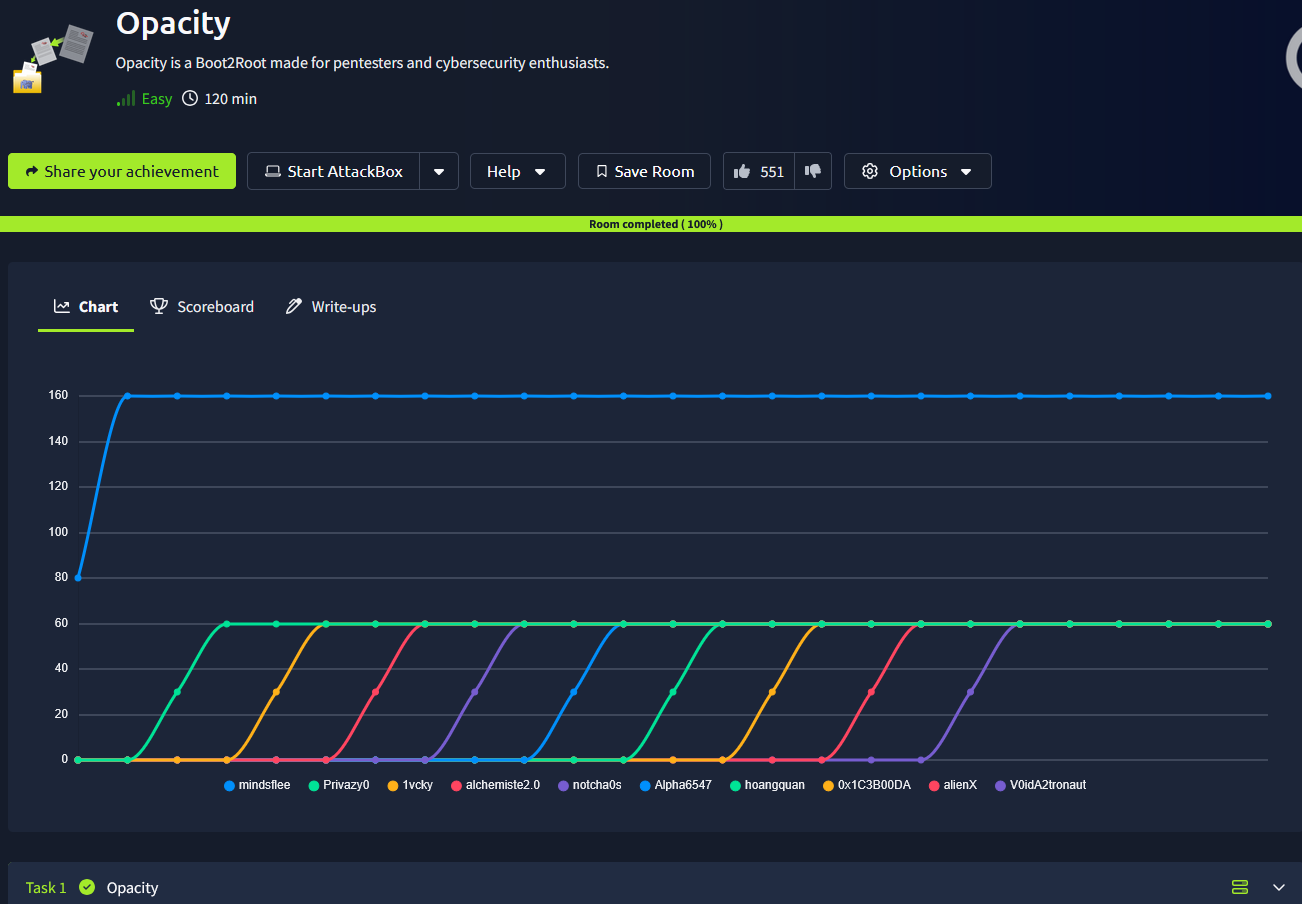 Opacity
Opacity is a Boot2Root made for pentesters and cybersecurity enthusiasts.
Easy 120 min
Share your achievement Start AttackBox Help Save Room 551 Options
Room completed ( 100% )
Chart Scoreboard Write-ups
160
140
120
100
80
60
40
20
0
mindsflee Privazy0 1vcky alchemiste2.0 notcha0s Alpha6547 hoangquan 0x1C3B00DA alienX V0idA2tronaut
Task 1 Opacity